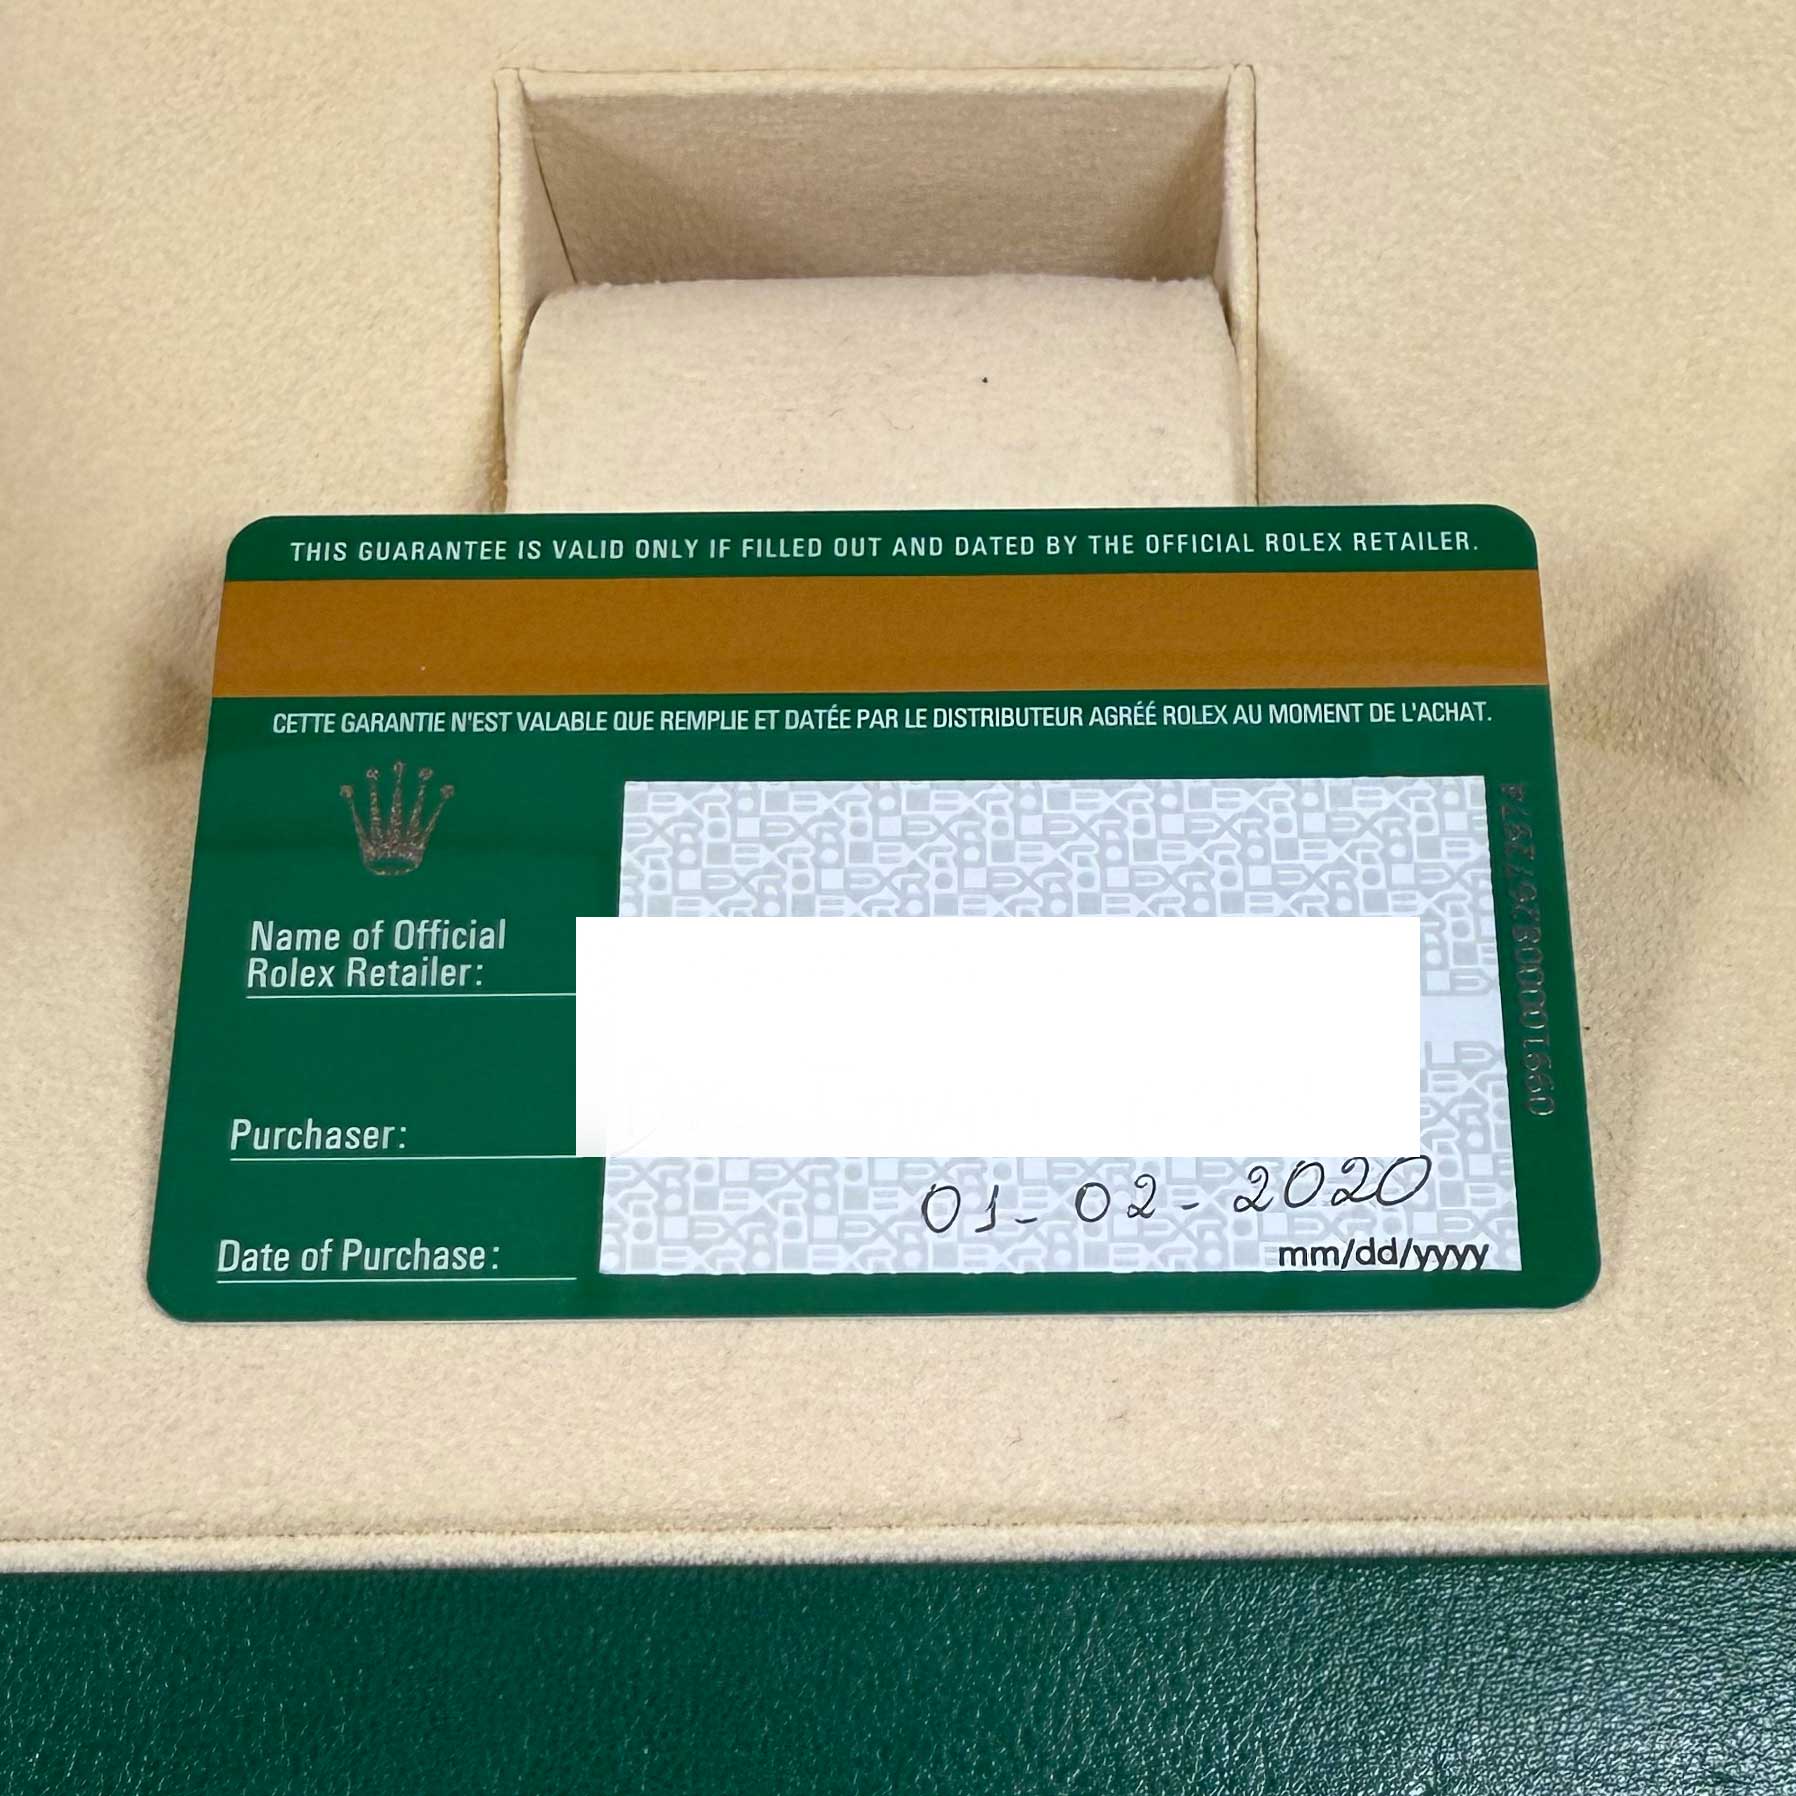 THIS GUARANTEE IS VALID ONLY IF FILLED OUT AND DATED BY THE OFFICIAL ROLEX RETAILER.
CETTE GARANTIE N'EST VALABLE QUE REMPLIE ET DATÉE PAR LE DISTRIBUTEUR AGRÉÉ ROLEX AU MOMENT DE L'ACHAT.
Name of Official
Rolex Retailer:
Purchaser:
01-02-2020
mm/dd/yyyy
Date of Purchase: